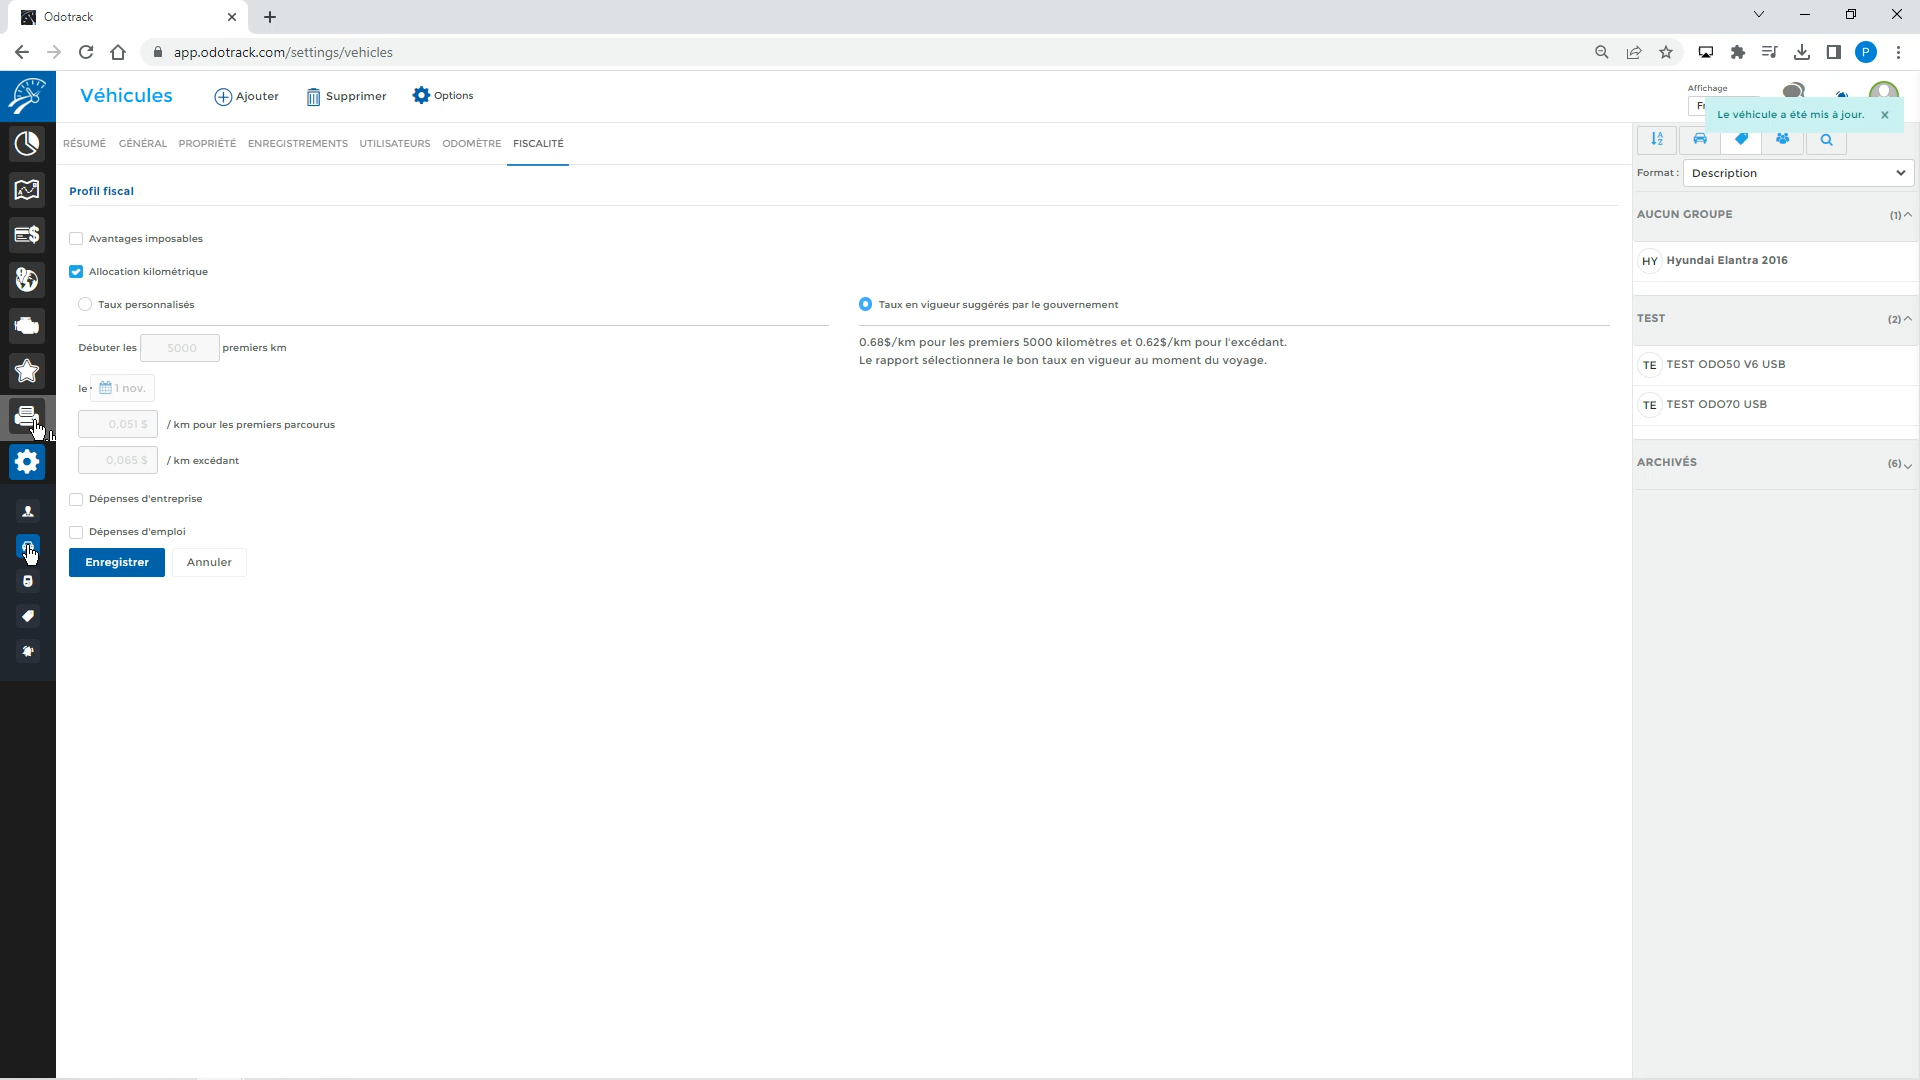 Odotrack
app.odotrack.com/settings/vehicles
P
Véhicules
Ajouter
Supprimer
Options
Affichage
Le véhicule a été mis à jour.
RÉSUMÉ GÉNÉRAL PROPRIÉTÉ ENREGISTREMENTS UTILISATEURS ODOMÈTRE FISCALITÉ
Format : Description
Profil fiscal
AUCUN GROUPE (1)
Avantages imposables
HY Hyundai Elantra 2016
Allocation kilométrique
Taux personnalisés
Taux en vigueur suggérés par le gouvernement
TEST (2)
Débuter les 5000 premiers km
0.68$/km pour les premiers 5000 kilomètres et 0.62$/km pour l'excédant.
Le rapport sélectionnera le bon taux en vigueur au moment du voyage.
TE TEST ODO50 V6 USB
le 1 nov.
TE TEST ODO70 USB
0,051 $ / km pour les premiers parcourus
0,065 $ / km excédant
ARCHIVÉS (6)
Dépenses d'entreprise
Dépenses d'emploi
Enregistrer
Annuler